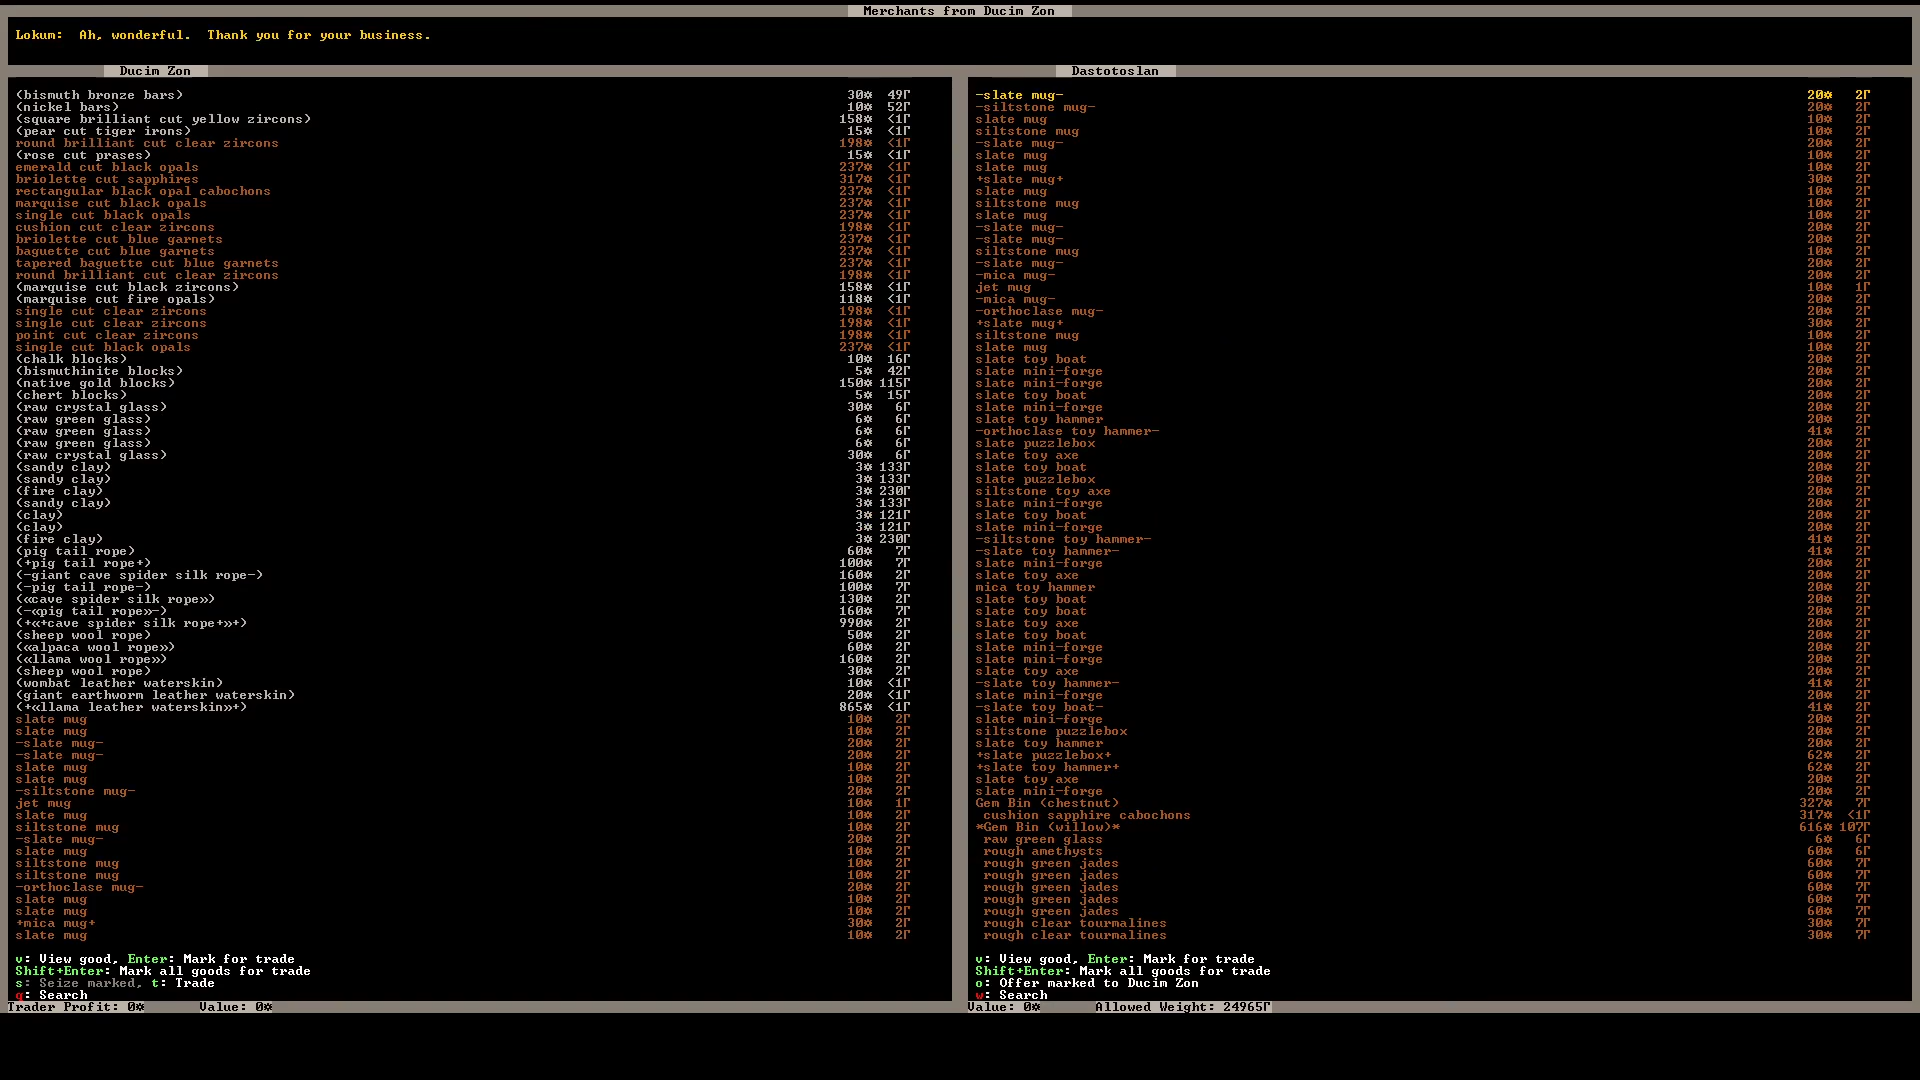 Merchants from Ducim Zon
Lokum:  Ah, wonderful.  Thank you for your business.
Ducim Zon
(bismuth bronze bars) 30☼ 49Γ
(nickel bars) 10☼ 52Γ
(square brilliant cut yellow zircons) 158☼ <1Γ
(pear cut tiger irons) 15☼ <1Γ
round brilliant cut clear zircons 198☼ <1Γ
(rose cut prases) 15☼ <1Γ
emerald cut black opals 237☼ <1Γ
briolette cut sapphires 317☼ <1Γ
rectangular black opal cabochons 237☼ <1Γ
marquise cut black opals 237☼ <1Γ
single cut black opals 237☼ <1Γ
cushion cut clear zircons 198☼ <1Γ
briolette cut blue garnets 237☼ <1Γ
baguette cut blue garnets 237☼ <1Γ
tapered baguette cut blue garnets 237☼ <1Γ
round brilliant cut clear zircons 198☼ <1Γ
(marquise cut black zircons) 158☼ <1Γ
(marquise cut fire opals) 118☼ <1Γ
single cut clear zircons 198☼ <1Γ
single cut clear zircons 198☼ <1Γ
point cut clear zircons 198☼ <1Γ
single cut black opals 237☼ <1Γ
(chalk blocks) 10☼ 16Γ
(bismuthinite blocks) 5☼ 42Γ
(native gold blocks) 150☼ 115Γ
(chert blocks) 5☼ 15Γ
(raw crystal glass) 30☼ 6Γ
(raw green glass) 6☼ 6Γ
(raw green glass) 6☼ 6Γ
(raw green glass) 6☼ 6Γ
(raw crystal glass) 30☼ 6Γ
(sandy clay) 3☼ 133Γ
(sandy clay) 3☼ 133Γ
(fire clay) 3☼ 230Γ
(sandy clay) 3☼ 133Γ
(clay) 3☼ 121Γ
(clay) 3☼ 121Γ
(fire clay) 3☼ 230Γ
(pig tail rope) 60☼ 7Γ
(+pig tail rope+) 100☼ 7Γ
(-giant cave spider silk rope-) 160☼ 2Γ
(-pig tail rope-) 100☼ 7Γ
(«cave spider silk rope») 130☼ 2Γ
(-«pig tail rope»-) 160☼ 7Γ
(+«+cave spider silk rope+»+) 990☼ 2Γ
(sheep wool rope) 50☼ 2Γ
(«alpaca wool rope») 60☼ 2Γ
(«llama wool rope») 160☼ 2Γ
(sheep wool rope) 30☼ 2Γ
(wombat leather waterskin) 10☼ <1Γ
(giant earthworm leather waterskin) 20☼ <1Γ
(+«llama leather waterskin»+) 865☼ <1Γ
slate mug 10☼ 2Γ
slate mug 10☼ 2Γ
-slate mug- 20☼ 2Γ
-slate mug- 20☼ 2Γ
slate mug 10☼ 2Γ
slate mug 10☼ 2Γ
-siltstone mug- 20☼ 2Γ
jet mug 10☼ 1Γ
slate mug 10☼ 2Γ
siltstone mug 10☼ 2Γ
-slate mug- 20☼ 2Γ
slate mug 10☼ 2Γ
siltstone mug 10☼ 2Γ
siltstone mug 10☼ 2Γ
-orthoclase mug- 20☼ 2Γ
slate mug 10☼ 2Γ
slate mug 10☼ 2Γ
+mica mug+ 30☼ 2Γ
slate mug 10☼ 2Γ
v: View good, Enter: Mark for trade
Shift+Enter: Mark all goods for trade
s: Seize marked, t: Trade
q: Search
Trader Profit: 0☼ Value: 0☼
Dastotoslan
-slate mug- 20☼ 2Γ
-siltstone mug- 20☼ 2Γ
slate mug 10☼ 2Γ
siltstone mug 10☼ 2Γ
-slate mug- 20☼ 2Γ
slate mug 10☼ 2Γ
slate mug 10☼ 2Γ
+slate mug+ 30☼ 2Γ
slate mug 10☼ 2Γ
siltstone mug 10☼ 2Γ
slate mug 10☼ 2Γ
-slate mug- 20☼ 2Γ
-slate mug- 20☼ 2Γ
siltstone mug 10☼ 2Γ
-slate mug- 20☼ 2Γ
-mica mug- 20☼ 2Γ
jet mug 10☼ 1Γ
-mica mug- 20☼ 2Γ
-orthoclase mug- 20☼ 2Γ
+slate mug+ 30☼ 2Γ
siltstone mug 10☼ 2Γ
slate mug 10☼ 2Γ
slate toy boat 20☼ 2Γ
slate mini-forge 20☼ 2Γ
slate mini-forge 20☼ 2Γ
slate toy boat 20☼ 2Γ
slate mini-forge 20☼ 2Γ
slate toy hammer 20☼ 2Γ
-orthoclase toy hammer- 41☼ 2Γ
slate puzzlebox 20☼ 2Γ
slate toy axe 20☼ 2Γ
slate toy boat 20☼ 2Γ
slate puzzlebox 20☼ 2Γ
siltstone toy axe 20☼ 2Γ
slate mini-forge 20☼ 2Γ
slate toy boat 20☼ 2Γ
slate mini-forge 20☼ 2Γ
-siltstone toy hammer- 41☼ 2Γ
-slate toy hammer- 41☼ 2Γ
slate mini-forge 20☼ 2Γ
slate toy axe 20☼ 2Γ
mica toy hammer 20☼ 2Γ
slate toy boat 20☼ 2Γ
slate toy boat 20☼ 2Γ
slate toy axe 20☼ 2Γ
slate toy boat 20☼ 2Γ
slate mini-forge 20☼ 2Γ
slate mini-forge 20☼ 2Γ
slate toy axe 20☼ 2Γ
-slate toy hammer- 41☼ 2Γ
slate mini-forge 20☼ 2Γ
-slate toy boat- 41☼ 2Γ
slate mini-forge 20☼ 2Γ
siltstone puzzlebox 20☼ 2Γ
slate toy hammer 20☼ 2Γ
+slate puzzlebox+ 62☼ 2Γ
+slate toy hammer+ 62☼ 2Γ
slate toy axe 20☼ 2Γ
slate mini-forge 20☼ 2Γ
Gem Bin (chestnut) 327☼ 7Γ
cushion sapphire cabochons 317☼ <1Γ
*Gem Bin (willow)* 616☼ 107Γ
raw green glass 6☼ 6Γ
rough amethysts 60☼ 6Γ
rough green jades 60☼ 7Γ
rough green jades 60☼ 7Γ
rough green jades 60☼ 7Γ
rough green jades 60☼ 7Γ
rough green jades 60☼ 7Γ
rough clear tourmalines 30☼ 7Γ
rough clear tourmalines 30☼ 7Γ
v: View good, Enter: Mark for trade
Shift+Enter: Mark all goods for trade
o: Offer marked to Ducim Zon
w: Search
Value: 0☼ Allowed Weight: 24965Γ